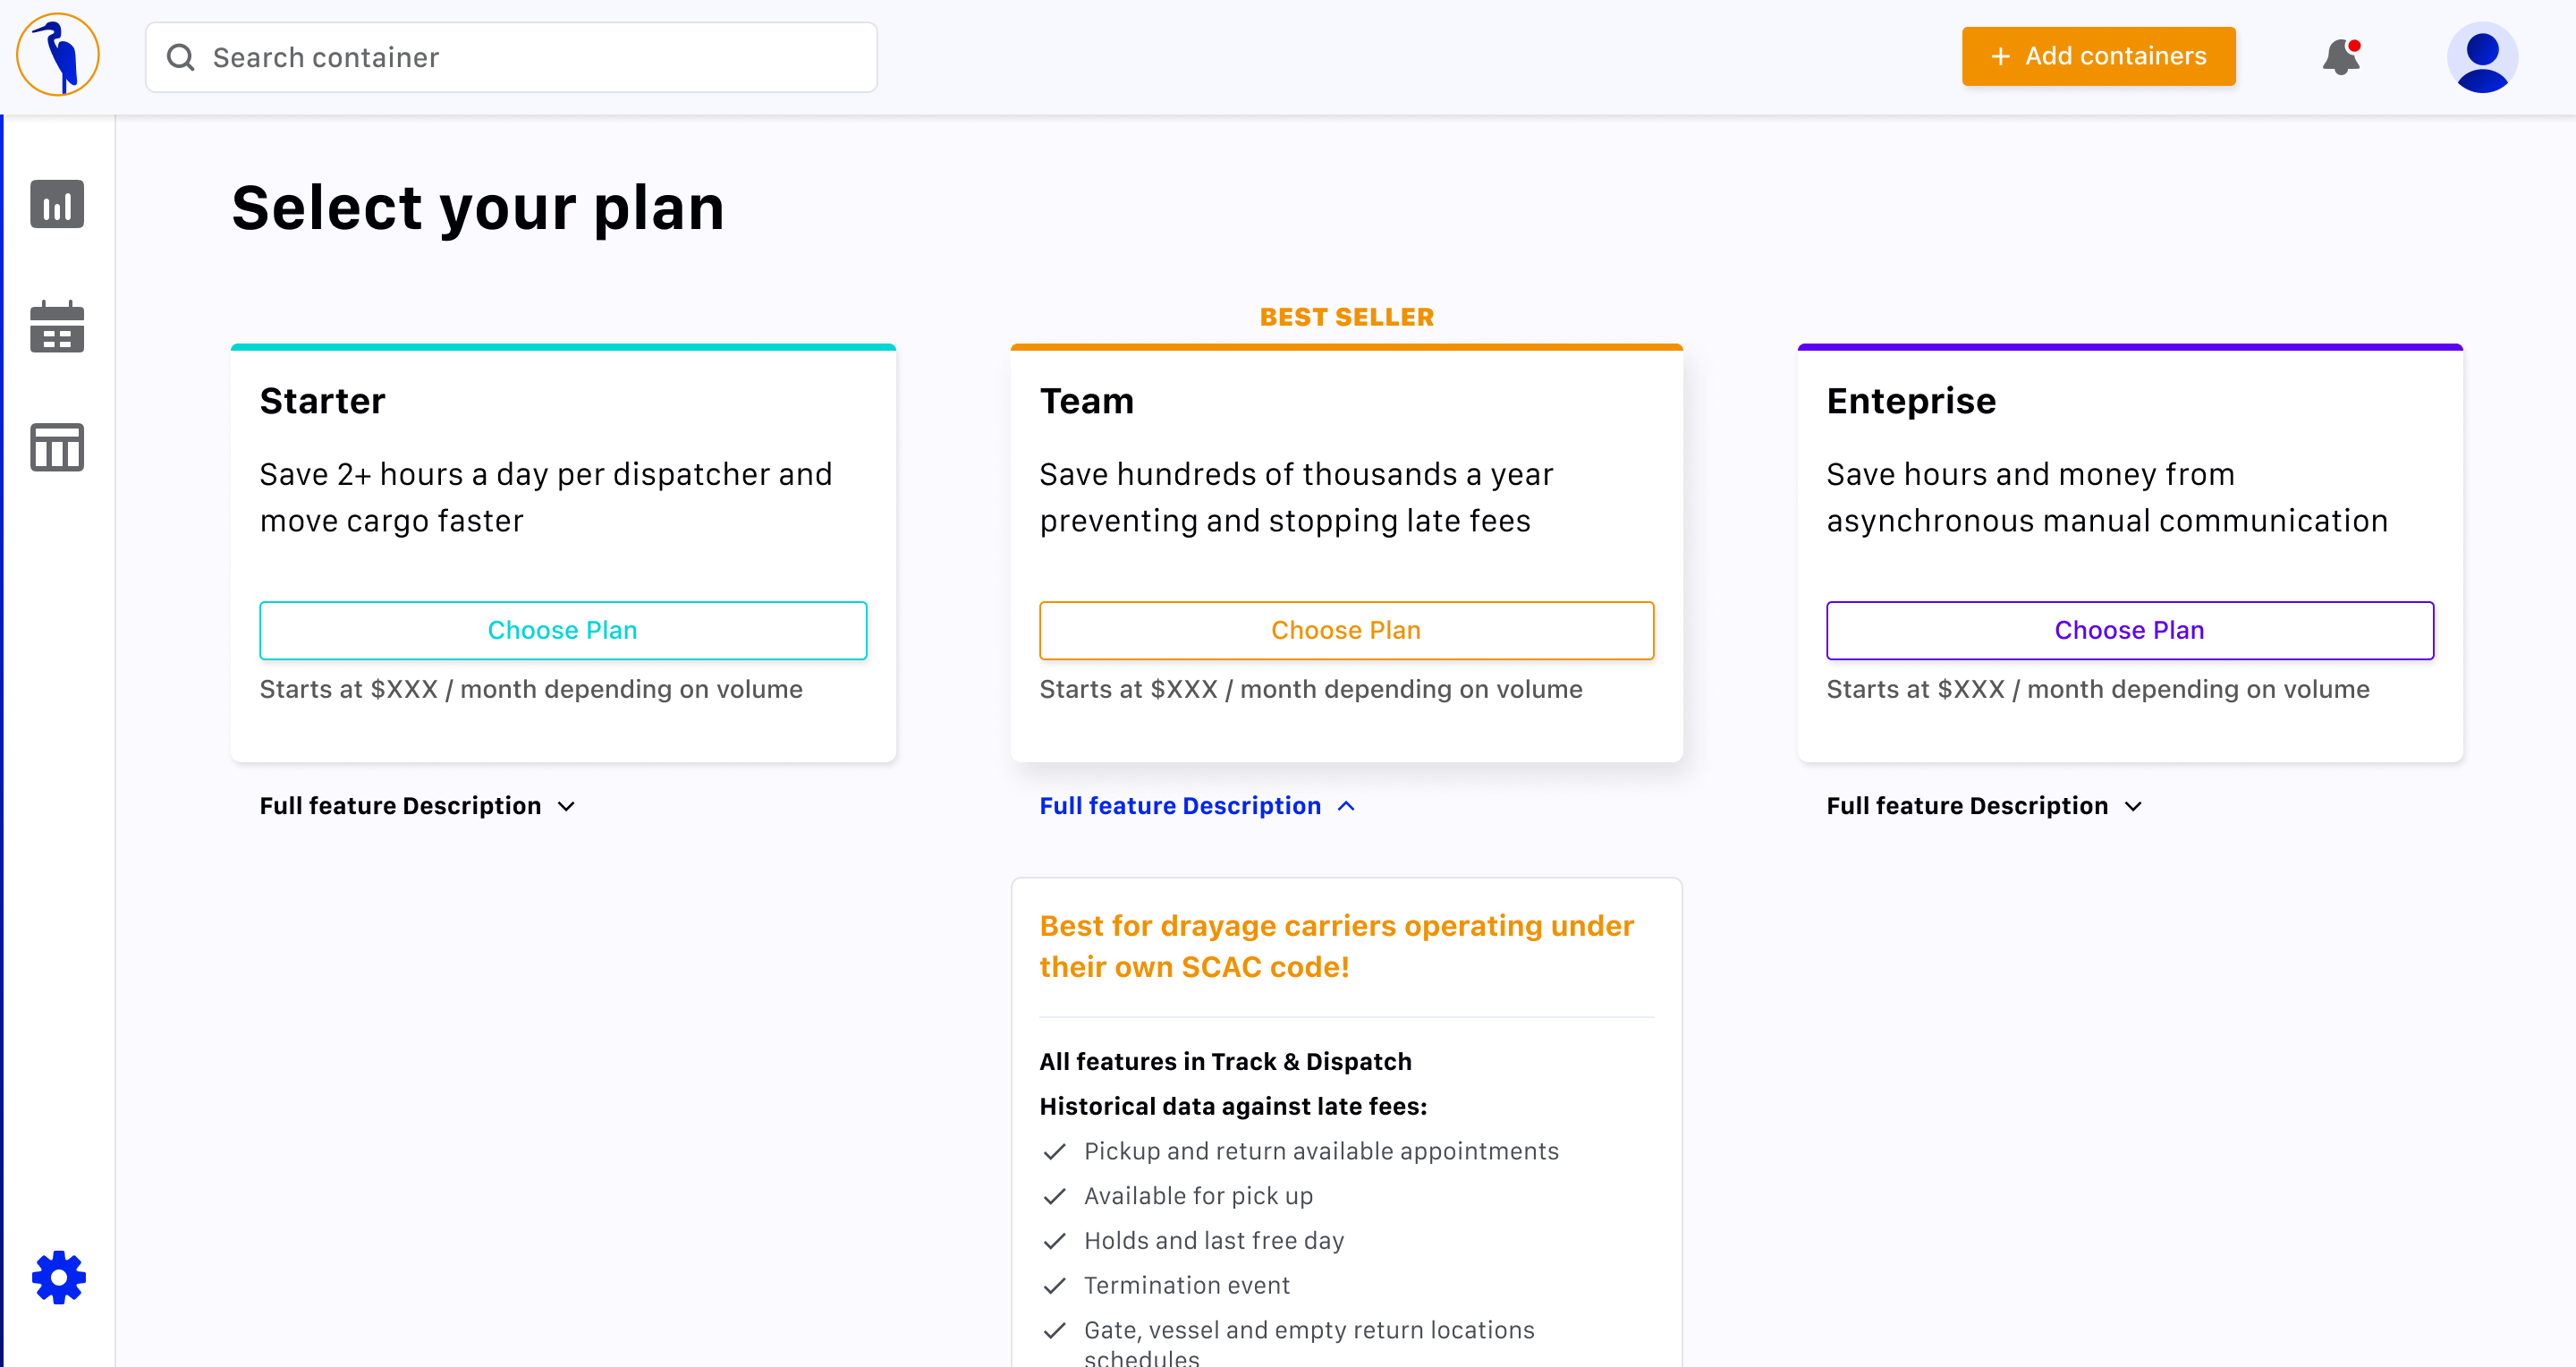 Search container
+ Add containers
Select your plan
BEST SELLER
Starter
Save 2+ hours a day per dispatcher and
move cargo faster
Choose Plan
Starts at $XXX / month depending on volume
Full feature Description
Team
Save hundreds of thousands a year
preventing and stopping late fees
Choose Plan
Starts at $XXX / month depending on volume
Full feature Description
Best for drayage carriers operating under
their own SCAC code!
All features in Track & Dispatch
Historical data against late fees:
Pickup and return available appointments
Available for pick up
Holds and last free day
Termination event
Gate, vessel and empty return locations
schedules
Enteprise
Save hours and money from
asynchronous manual communication
Choose Plan
Starts at $XXX / month depending on volume
Full feature Description